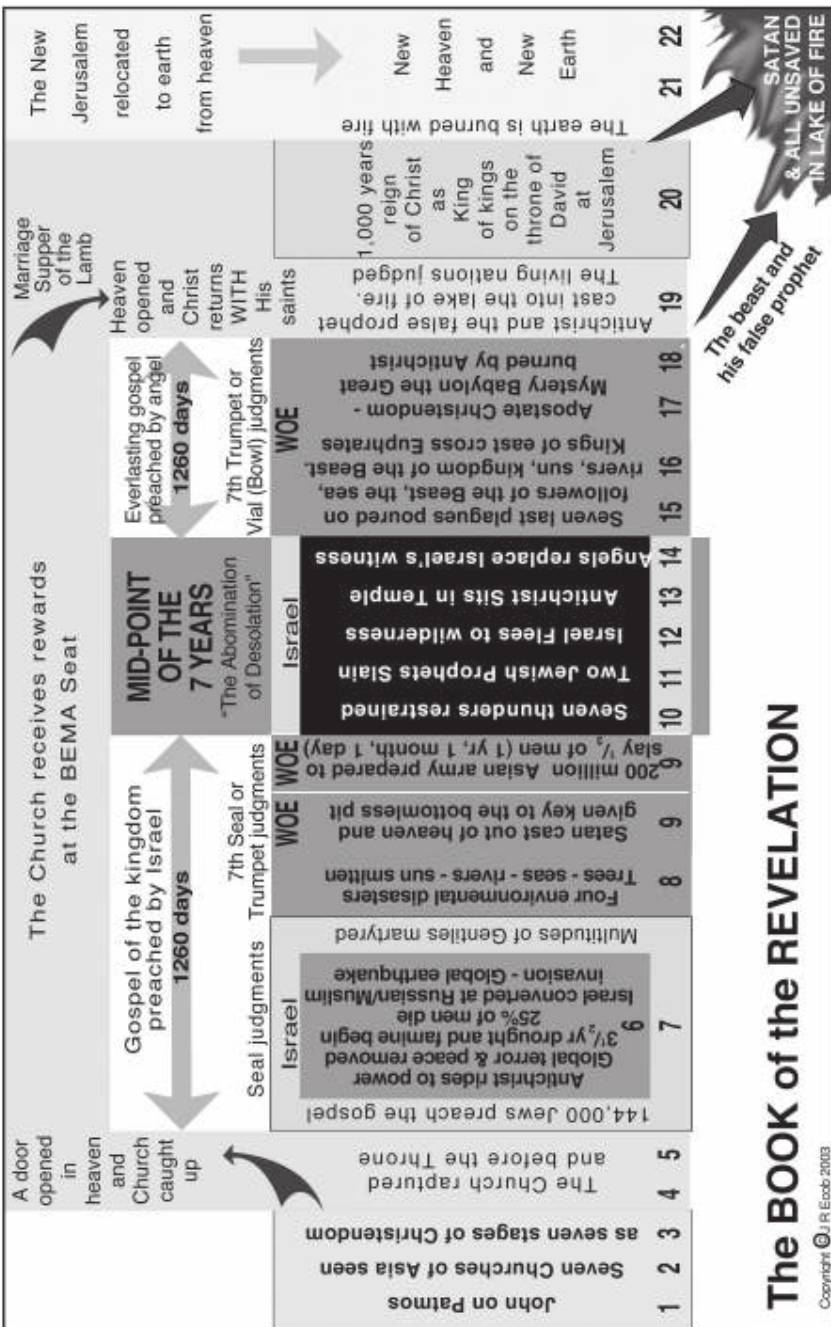 The Church receives rewards
at the BEMA Seat
A door
opened
in
heaven
and
Church
caught
up
Gospel of the kingdom
preached by Israel
1260 days
MID-POINT
OF THE
7 YEARS
"The Abomination
of Desolation"
Everlasting gospel
preached by angel
1260 days
Marriage
Supper
of the
Lamb
Heaven
opened
and
Christ
returns
WITH
His
saints
The New
Jerusalem
relocated
to earth
from heaven
Seal judgments
7th Seal or
Trumpet judgments
7th Trumpet or
Vial (Bowl) judgments
John on Patmos
Seven Churches of Asia seen
as seven stages of Christendom
The Church raptured
and before the Throne
144,000 Jews preach the gospel
Israel
Antichrist rides to power
Global terror & peace removed
3½ yr drought and famine begin
25% of men die
Israel converted at Russian/Muslim
invasion - Global earthquake
6
Multitudes of Gentiles martyred
Four environmental disasters
Trees - seas - rivers - sun smitten
WOE
Satan cast out of heaven and
given key to the bottomless pit
WOE
200 million Asian army prepared to
slay ⅓ of men (1 yr, 1 month, 1 day)
Israel
Seven thunders restrained
Two Jewish Prophets Slain
Israel Flees to wilderness
Antichrist Sits in Temple
Angels replace Israel's witness
WOE
Seven last plagues poured on
followers of the Beast, the sea,
rivers, sun, kingdom of the Beast.
Kings of east cross Euphrates
Apostate Christendom -
Mystery Babylon the Great
burned by Antichrist
Antichrist and the false prophet
cast into the lake of fire.
The living nations judged
1,000 years
reign
of Christ
as
King
of kings
on the
throne of
David
at
Jerusalem
The earth is burned with fire
New
Heaven
and
New
Earth
1 2 3 4 5 7 8 9 9 10 11 12 13 14 15 16 17 18 19 20 21 22
The beast and
his false prophet
SATAN
& ALL UNSAVED
IN LAKE OF FIRE
The BOOK of the REVELATION
Copyright © J R Ecob 2003